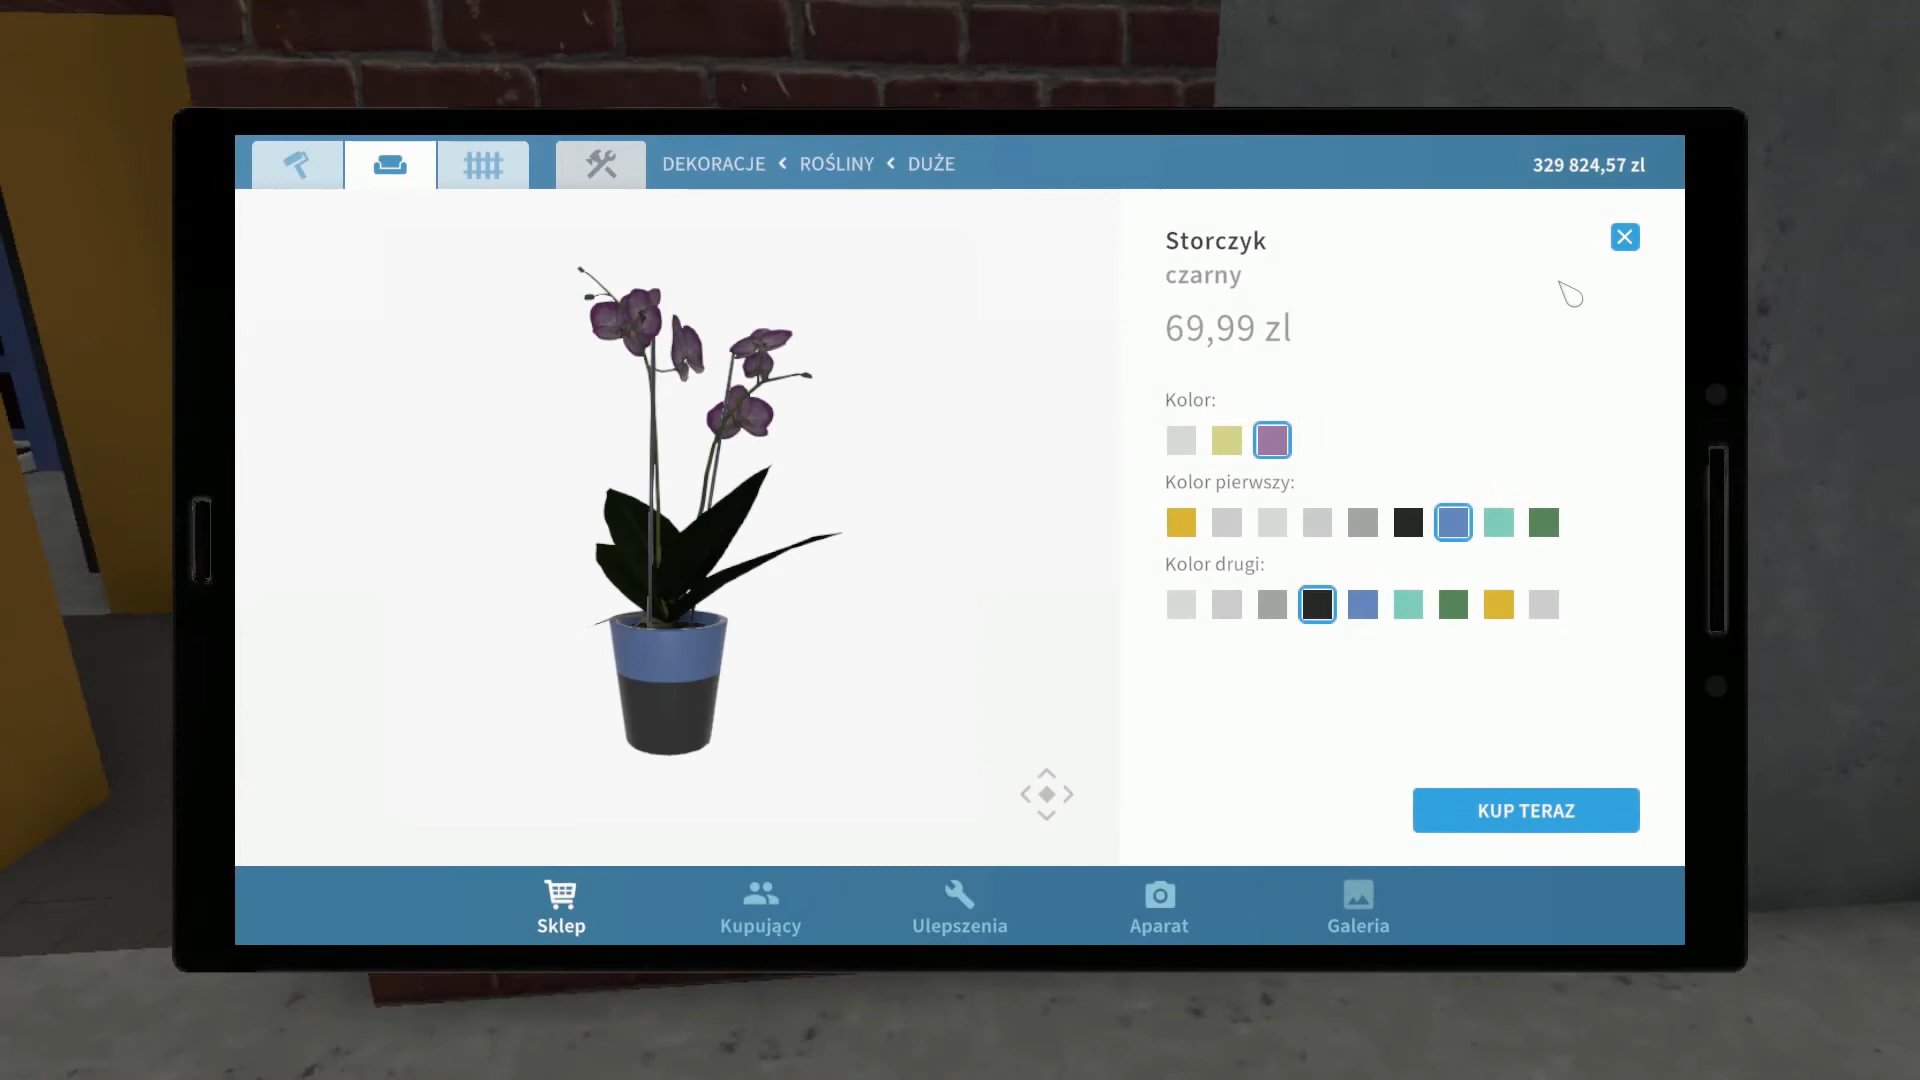 DEKORACJE < ROŚLINY < DUŻE
329 824,57 zl
Storczyk
czarny
69,99 zl
Kolor:
Kolor pierwszy:
Kolor drugi:
KUP TERAZ
Sklep
Kupujący
Ulepszenia
Aparat
Galeria